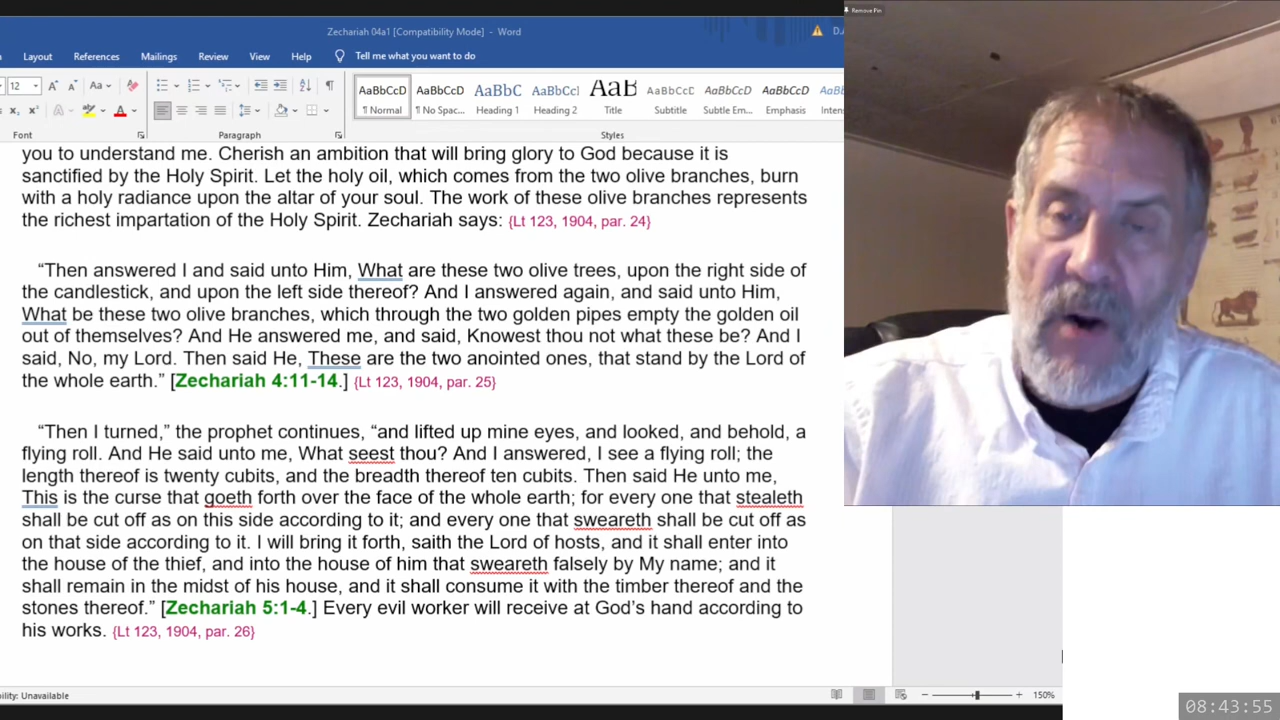 Remove Pin
Zechariah 04a1 [Compatibility Mode] - Word
Layout References Mailings Review View Help Tell me what you want to do
12 Aa
AaBbCcD AaBbCcD AaBbC AaBbCcI AaB AaBbCcD AaBbCcD AaBbCcD
¶ Normal ¶ No Spac... Heading 1 Heading 2 Title Subtitle Subtle Em... Emphasis
Font Paragraph Styles
you to understand me. Cherish an ambition that will bring glory to God because it is
sanctified by the Holy Spirit. Let the holy oil, which comes from the two olive branches, burn
with a holy radiance upon the altar of your soul. The work of these olive branches represents
the richest impartation of the Holy Spirit. Zechariah says: {Lt 123, 1904, par. 24}
“Then answered I and said unto Him, What are these two olive trees, upon the right side of
the candlestick, and upon the left side thereof? And I answered again, and said unto Him,
What be these two olive branches, which through the two golden pipes empty the golden oil
out of themselves? And He answered me, and said, Knowest thou not what these be? And I
said, No, my Lord. Then said He, These are the two anointed ones, that stand by the Lord of
the whole earth.” [Zechariah 4:11-14.] {Lt 123, 1904, par. 25}
“Then I turned,” the prophet continues, “and lifted up mine eyes, and looked, and behold, a
flying roll. And He said unto me, What seest thou? And I answered, I see a flying roll; the
length thereof is twenty cubits, and the breadth thereof ten cubits. Then said He unto me,
This is the curse that goeth forth over the face of the whole earth; for every one that stealeth
shall be cut off as on this side according to it; and every one that sweareth shall be cut off as
on that side according to it. I will bring it forth, saith the Lord of hosts, and it shall enter into
the house of the thief, and into the house of him that sweareth falsely by My name; and it
shall remain in the midst of his house, and it shall consume it with the timber thereof and the
stones thereof.” [Zechariah 5:1-4.] Every evil worker will receive at God’s hand according to
his works. {Lt 123, 1904, par. 26}
Unavailable 150%
08:43:55